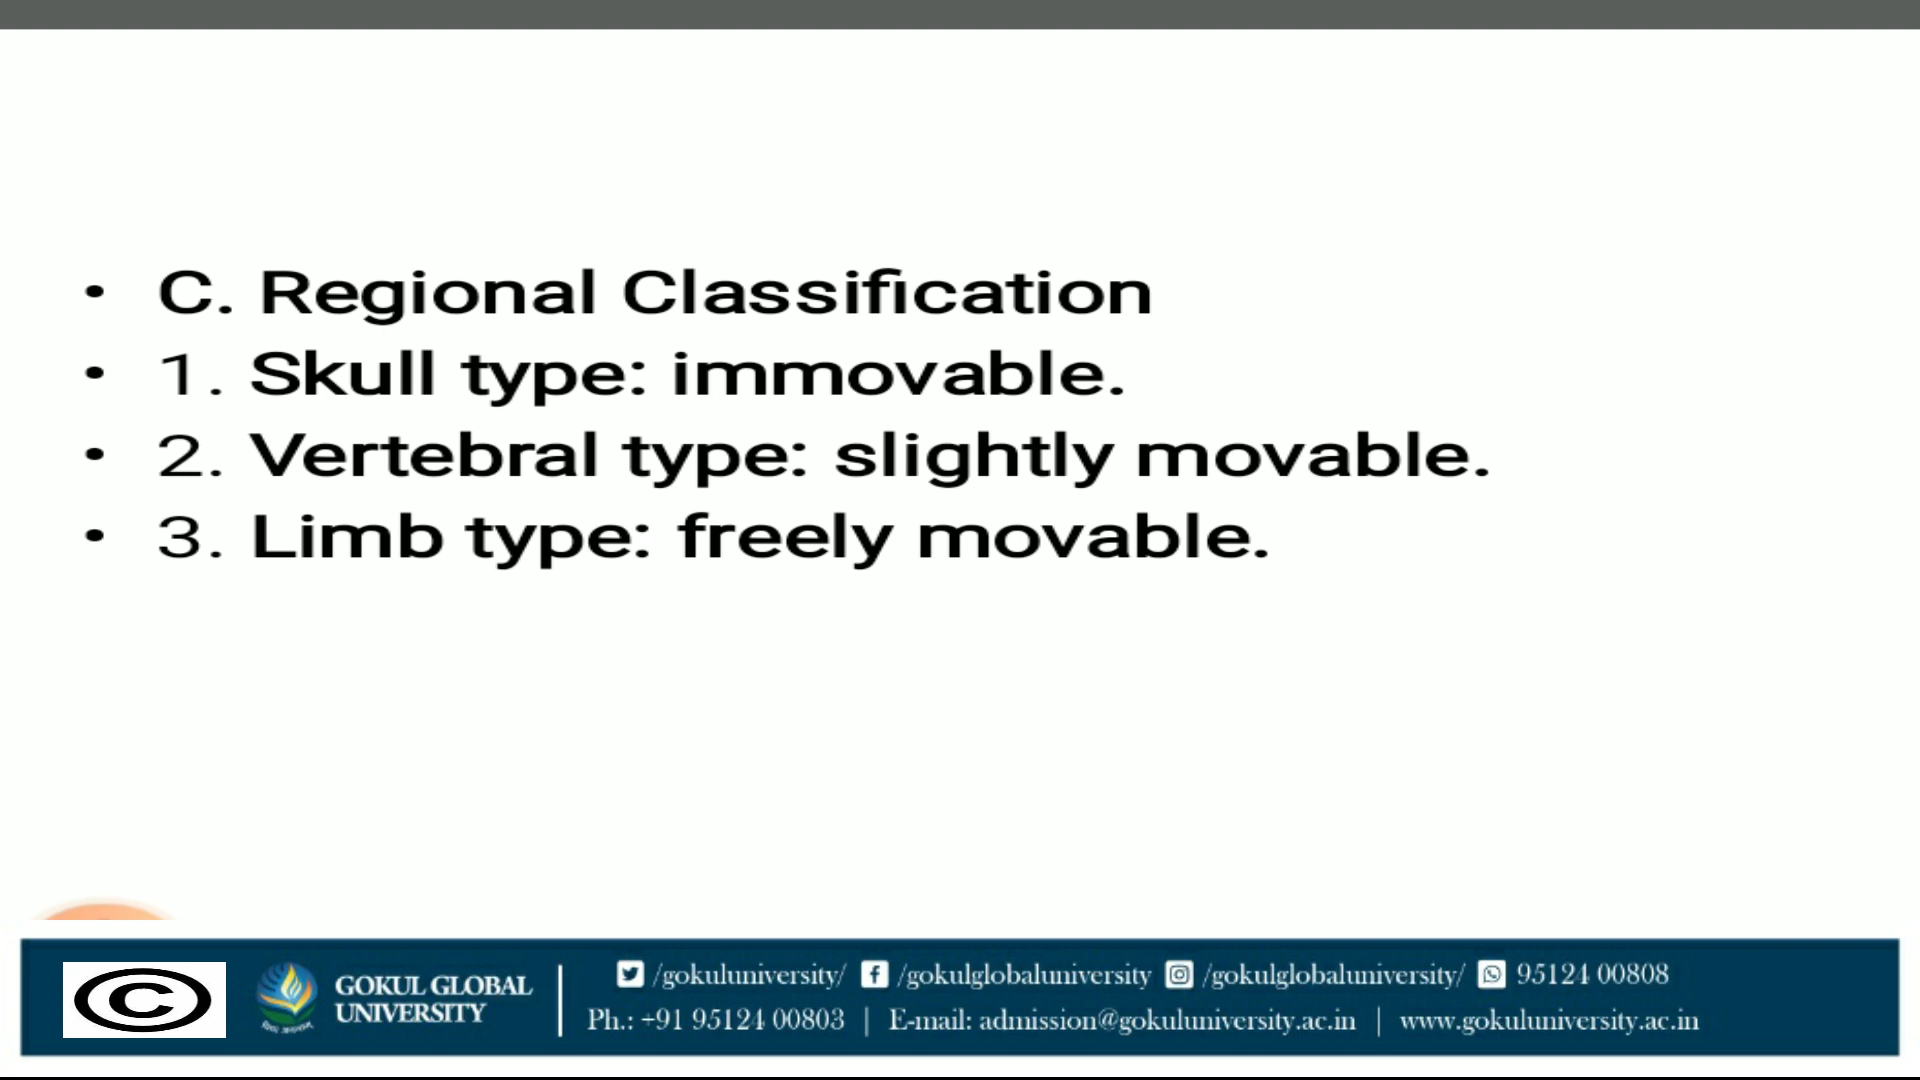 • C. Regional Classification
• 1. Skull type: immovable.
• 2. Vertebral type: slightly movable.
• 3. Limb type: freely movable.
©
GOKUL GLOBAL
UNIVERSITY
/gokuluniversity/ /gokulglobaluniversity /gokulglobaluniversity/ 95124 00808
Ph.: +91 95124 00803 | E-mail: admission@gokuluniversity.ac.in | www.gokuluniversity.ac.in